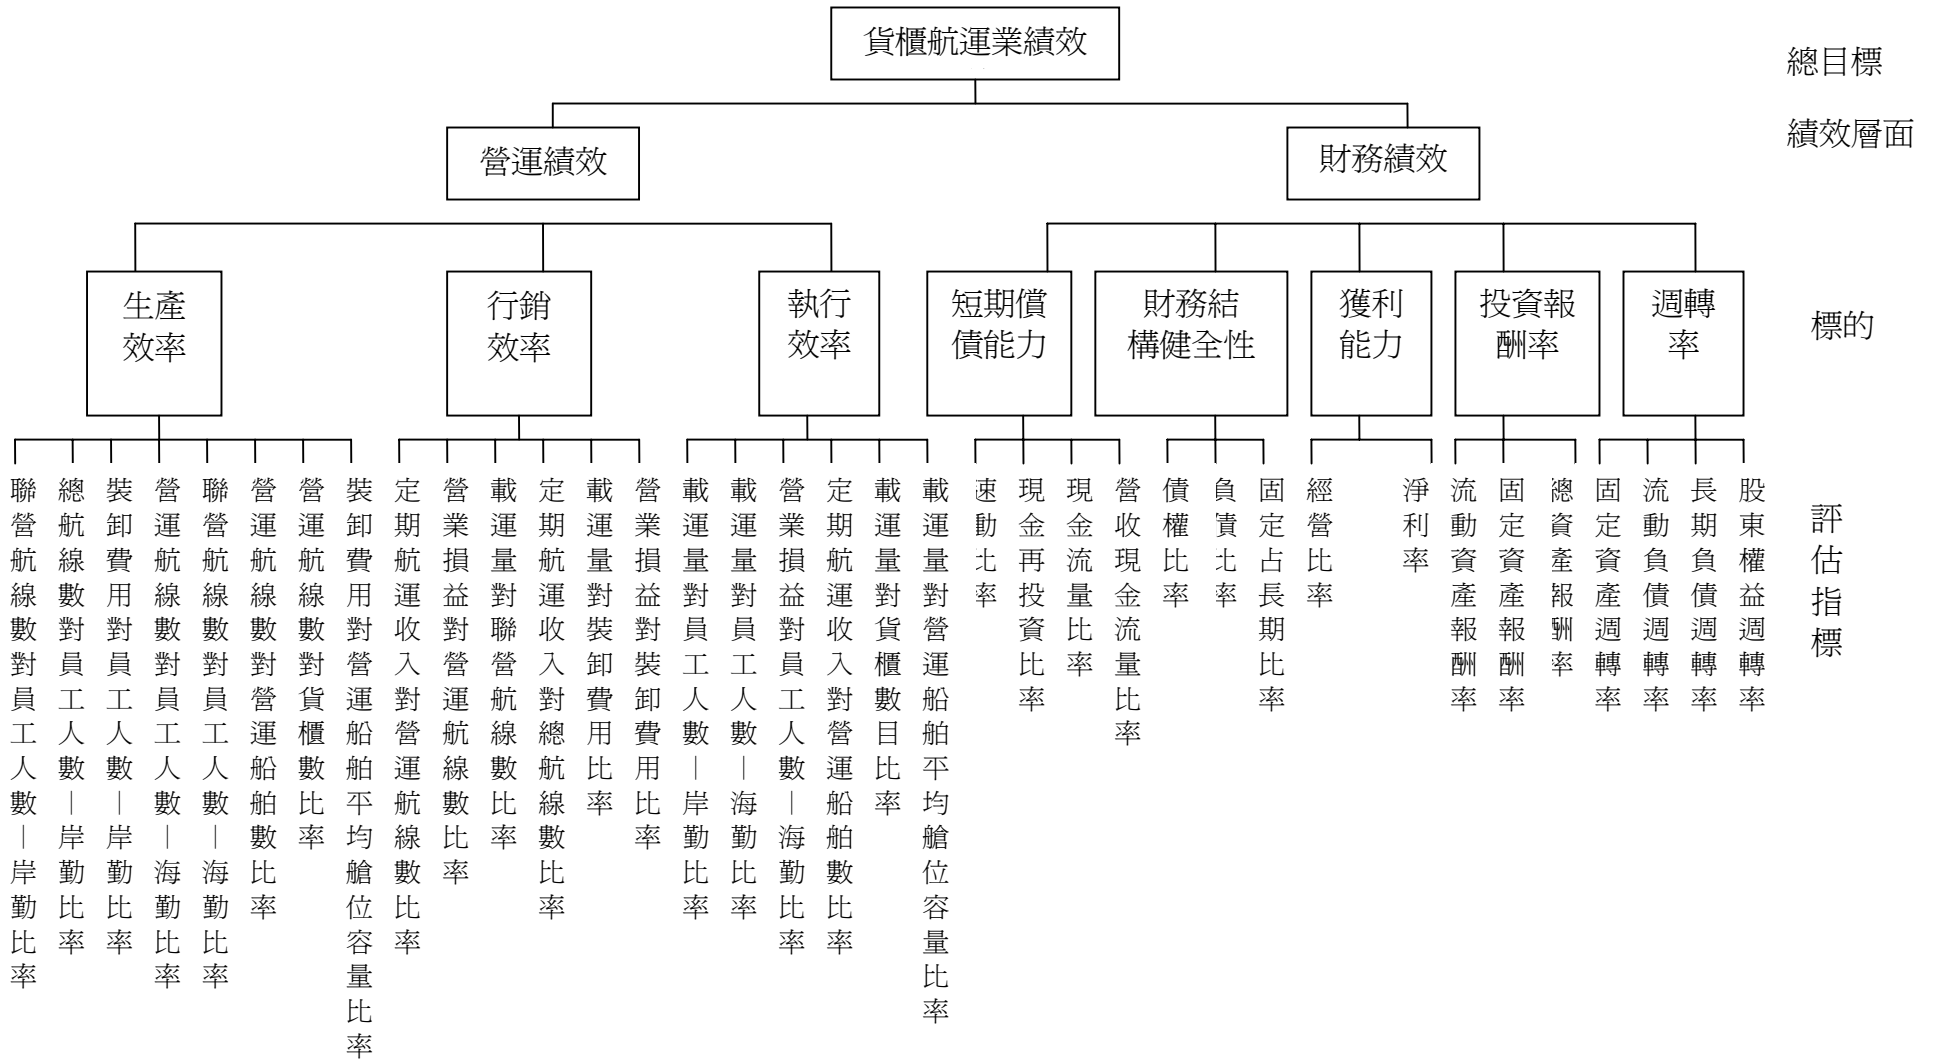 貨櫃航運業績效
總目標
績效層面
營運績效
財務績效
生產
效率
行銷
效率
執行
效率
短期償
債能力
財務結
構健全性
獲利
能力
投資報
酬率
週轉
率
標的
聯營航線數對員工人數｜岸勤比率
總航線數對員工人數｜岸勤比率
裝卸費用對員工人數｜岸勤比率
營運航線數對員工人數｜海勤比率
聯營航線數對員工人數｜海勤比率
營運航線數對營運船舶數比率
營運航線數對貨櫃數比率
裝卸費用對營運船舶平均艙位容量比率
定期航運收入對營運航線數比率
營業損益對營運航線數比率
載運量對聯營航線數比率
定期航運收入對總航線數比率
載運量對裝卸費用比率
營業損益對裝卸費用比率
載運量對員工人數｜岸勤比率
載運量對員工人數｜海勤比率
營業損益對員工人數｜海勤比率
定期航運收入對營運船舶數比率
載運量對貨櫃數目比率
載運量對營運船舶平均艙位容量比率
速動比率
現金再投資比率
現金流量比率
營收現金流量比率
債權比率
負債比率
固定占長期比率
經營比率
淨利率
流動資產報酬率
固定資產報酬率
總資產報酬率
固定資產週轉率
流動負債週轉率
長期負債週轉率
股東權益週轉率
評估指標